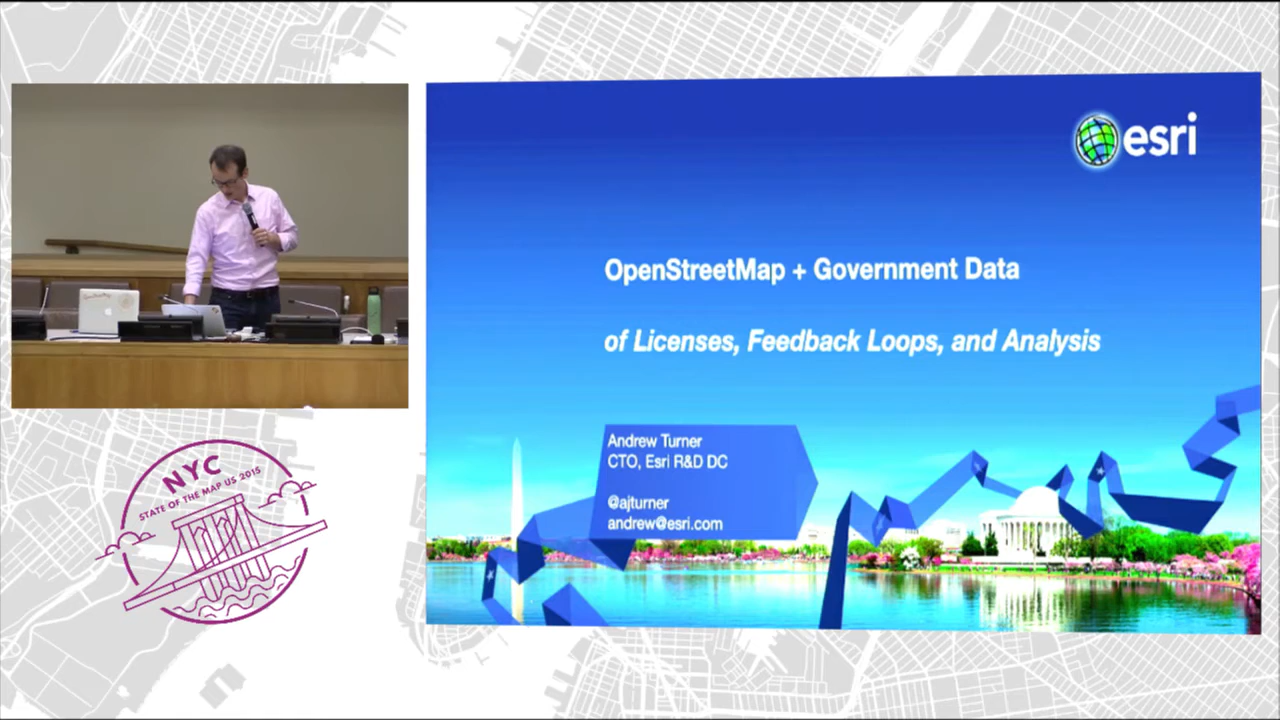 esri
OpenStreetMap + Government Data
of Licenses, Feedback Loops, and Analysis
Andrew Turner
CTO, Esri R&D DC
@ajturner
andrew@esri.com
NYC
STATE OF THE MAP US 2015